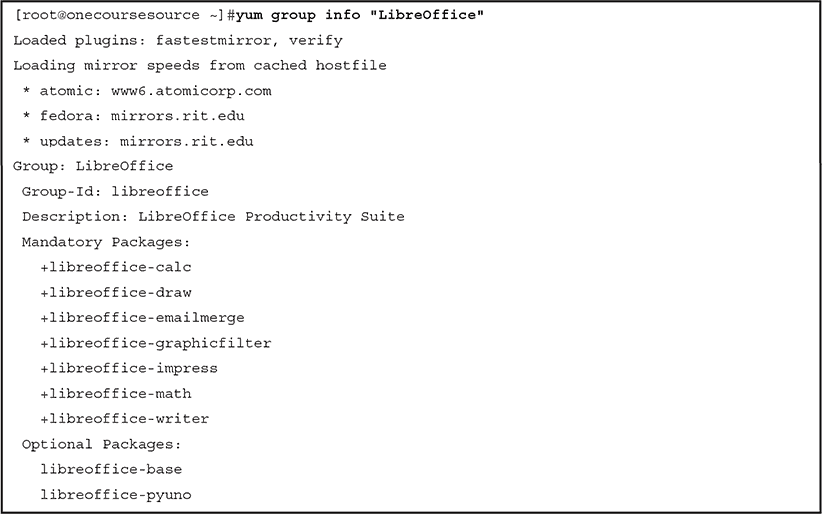 [root@onecoursesource ~]#yum group info "LibreOffice"
Loaded plugins: fastestmirror, verify
Loading mirror speeds from cached hostfile
 * atomic: www6.atomicorp.com
 * fedora: mirrors.rit.edu
 * updates: mirrors.rit.edu
Group: LibreOffice
 Group-Id: libreoffice
 Description: LibreOffice Productivity Suite
 Mandatory Packages:
   +libreoffice-calc
   +libreoffice-draw
   +libreoffice-emailmerge
   +libreoffice-graphicfilter
   +libreoffice-impress
   +libreoffice-math
   +libreoffice-writer
 Optional Packages:
   libreoffice-base
   libreoffice-pyuno